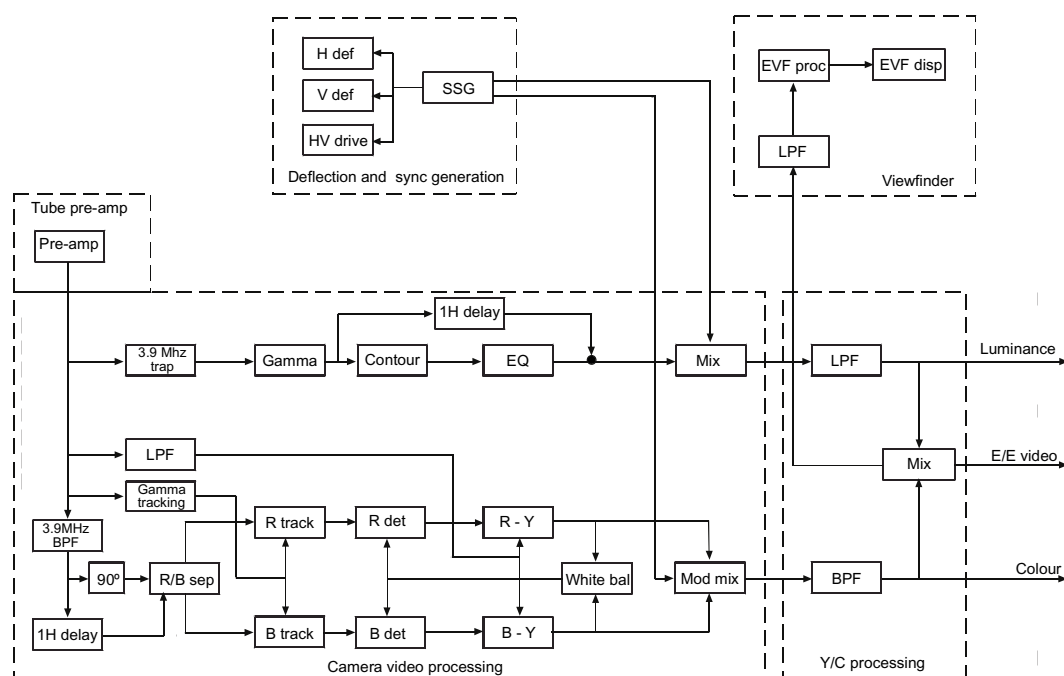 H def
V def
HV drive
SSG
Deflection and sync generation
EVF proc
EVF disp
LPF
Viewfinder
Tube pre-amp
Pre-amp
1H delay
3.9 Mhz
trap
Gamma
Contour
EQ
Mix
LPF
Luminance
LPF
Mix
E/E video
Gamma
tracking
3.9MHz
BPF
R track
R det
R - Y
90º
R/B sep
White bal
Mod mix
BPF
Colour
1H delay
B track
B det
B - Y
Camera video processing
Y/C processing